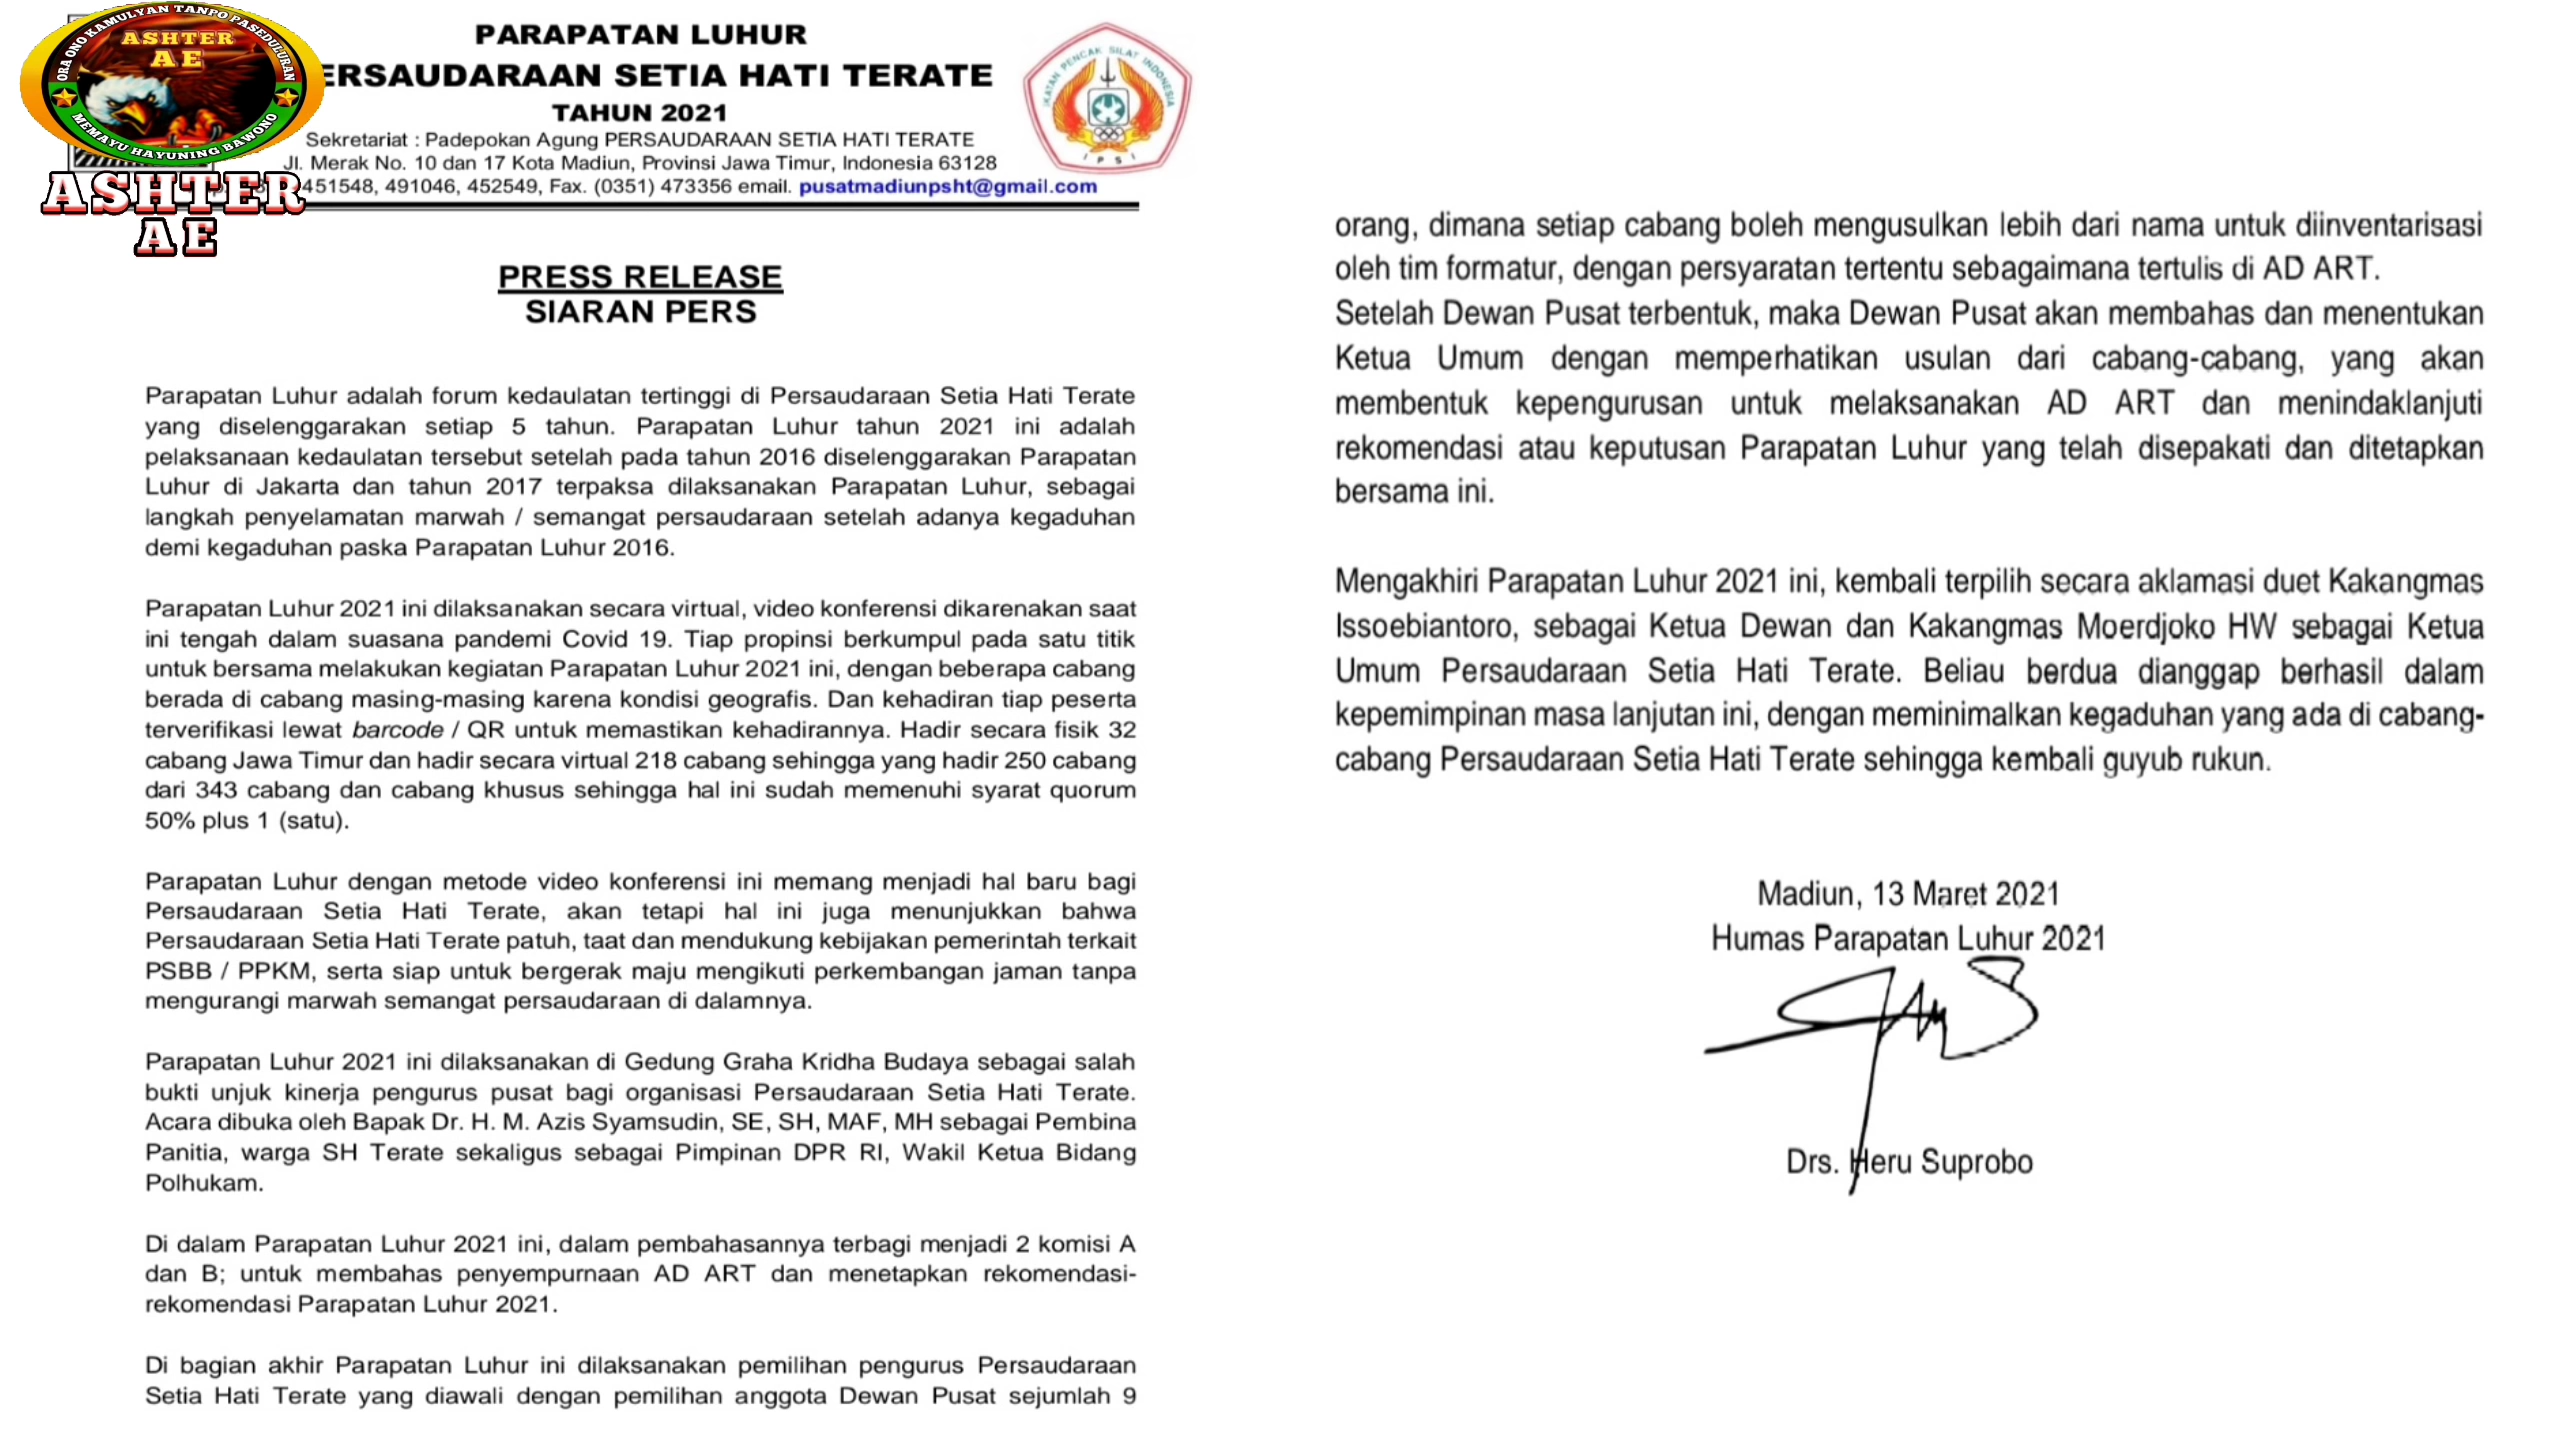 ORA ONO KAMULYAN TANPO PASEDULURAN
ASHTER
AE
MEMAYU HAYUNING BAWONO
ASHTER
AE
PARAPATAN LUHUR
ERSAUDARAAN SETIA HATI TERATE
TAHUN 2021
Sekretariat : Padepokan Agung PERSAUDARAAN SETIA HATI TERATE
Jl. Merak No. 10 dan 17 Kota Madiun, Provinsi Jawa Timur, Indonesia 63128
451548, 491046, 452549, Fax. (0351) 473356 email. pusatmadiunpsht@gmail.com
IKATAN PENCAK SILAT INDONESIA
IPSI
PRESS RELEASE
SIARAN PERS
Parapatan Luhur adalah forum kedaulatan tertinggi di Persaudaraan Setia Hati Terate
yang diselenggarakan setiap 5 tahun. Parapatan Luhur tahun 2021 ini adalah
pelaksanaan kedaulatan tersebut setelah pada tahun 2016 diselenggarakan Parapatan
Luhur di Jakarta dan tahun 2017 terpaksa dilaksanakan Parapatan Luhur, sebagai
langkah penyelamatan marwah / semangat persaudaraan setelah adanya kegaduhan
demi kegaduhan paska Parapatan Luhur 2016.
Parapatan Luhur 2021 ini dilaksanakan secara virtual, video konferensi dikarenakan saat
ini tengah dalam suasana pandemi Covid 19. Tiap propinsi berkumpul pada satu titik
untuk bersama melakukan kegiatan Parapatan Luhur 2021 ini, dengan beberapa cabang
berada di cabang masing-masing karena kondisi geografis. Dan kehadiran tiap peserta
terverifikasi lewat barcode / QR untuk memastikan kehadirannya. Hadir secara fisik 32
cabang Jawa Timur dan hadir secara virtual 218 cabang sehingga yang hadir 250 cabang
dari 343 cabang dan cabang khusus sehingga hal ini sudah memenuhi syarat quorum
50% plus 1 (satu).
Parapatan Luhur dengan metode video konferensi ini memang menjadi hal baru bagi
Persaudaraan Setia Hati Terate, akan tetapi hal ini juga menunjukkan bahwa
Persaudaraan Setia Hati Terate patuh, taat dan mendukung kebijakan pemerintah terkait
PSBB / PPKM, serta siap untuk bergerak maju mengikuti perkembangan jaman tanpa
mengurangi marwah semangat persaudaraan di dalamnya.
Parapatan Luhur 2021 ini dilaksanakan di Gedung Graha Kridha Budaya sebagai salah
bukti unjuk kinerja pengurus pusat bagi organisasi Persaudaraan Setia Hati Terate.
Acara dibuka oleh Bapak Dr. H. M. Azis Syamsudin, SE, SH, MAF, MH sebagai Pembina
Panitia, warga SH Terate sekaligus sebagai Pimpinan DPR RI, Wakil Ketua Bidang
Polhukam.
Di dalam Parapatan Luhur 2021 ini, dalam pembahasannya terbagi menjadi 2 komisi A
dan B; untuk membahas penyempurnaan AD ART dan menetapkan rekomendasi-
rekomendasi Parapatan Luhur 2021.
Di bagian akhir Parapatan Luhur ini dilaksanakan pemilihan pengurus Persaudaraan
Setia Hati Terate yang diawali dengan pemilihan anggota Dewan Pusat sejumlah 9
orang, dimana setiap cabang boleh mengusulkan lebih dari nama untuk diinventarisasi
oleh tim formatur, dengan persyaratan tertentu sebagaimana tertulis di AD ART.
Setelah Dewan Pusat terbentuk, maka Dewan Pusat akan membahas dan menentukan
Ketua Umum dengan memperhatikan usulan dari cabang-cabang, yang akan
membentuk kepengurusan untuk melaksanakan AD ART dan menindaklanjuti
rekomendasi atau keputusan Parapatan Luhur yang telah disepakati dan ditetapkan
bersama ini.
Mengakhiri Parapatan Luhur 2021 ini, kembali terpilih secara aklamasi duet Kakangmas
Issoebiantoro, sebagai Ketua Dewan dan Kakangmas Moerdjoko HW sebagai Ketua
Umum Persaudaraan Setia Hati Terate. Beliau berdua dianggap berhasil dalam
kepemimpinan masa lanjutan ini, dengan meminimalkan kegaduhan yang ada di cabang-
cabang Persaudaraan Setia Hati Terate sehingga kembali guyub rukun.
Madiun, 13 Maret 2021
Humas Parapatan Luhur 2021
Drs. Heru Suprobo